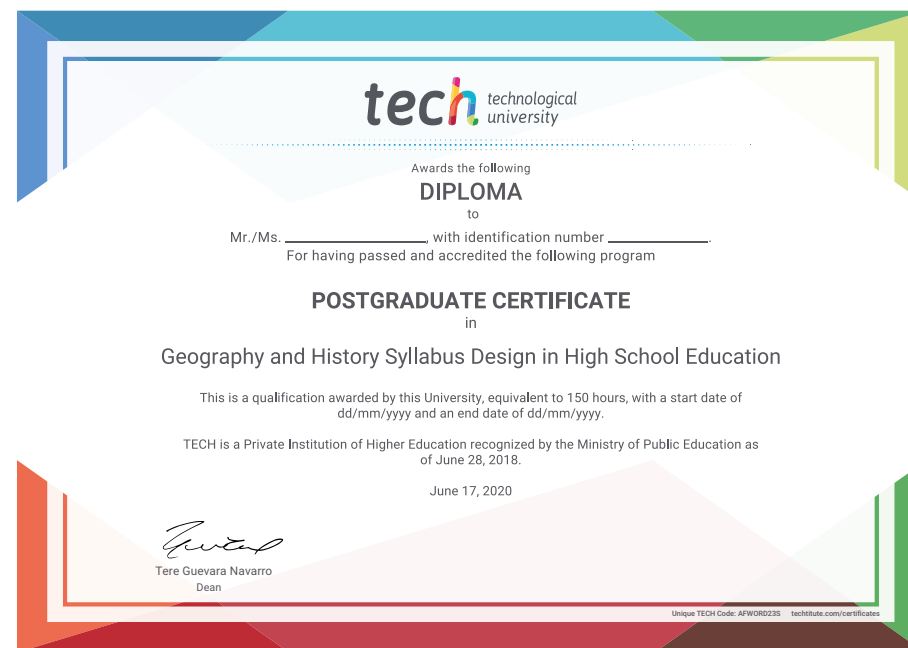 tech technological
university
Awards the following
DIPLOMA
to
Mr./Ms. ________________, with identification number ____________.
For having passed and accredited the following program
POSTGRADUATE CERTIFICATE
in
Geography and History Syllabus Design in High School Education
This is a qualification awarded by this University, equivalent to 150 hours, with a start date of
dd/mm/yyyy and an end date of dd/mm/yyyy.
TECH is a Private Institution of Higher Education recognized by the Ministry of Public Education as
of June 28, 2018.
June 17, 2020
Tere Guevara Navarro
Dean
Unique TECH Code: AFWORD23S techtitute.com/certificates